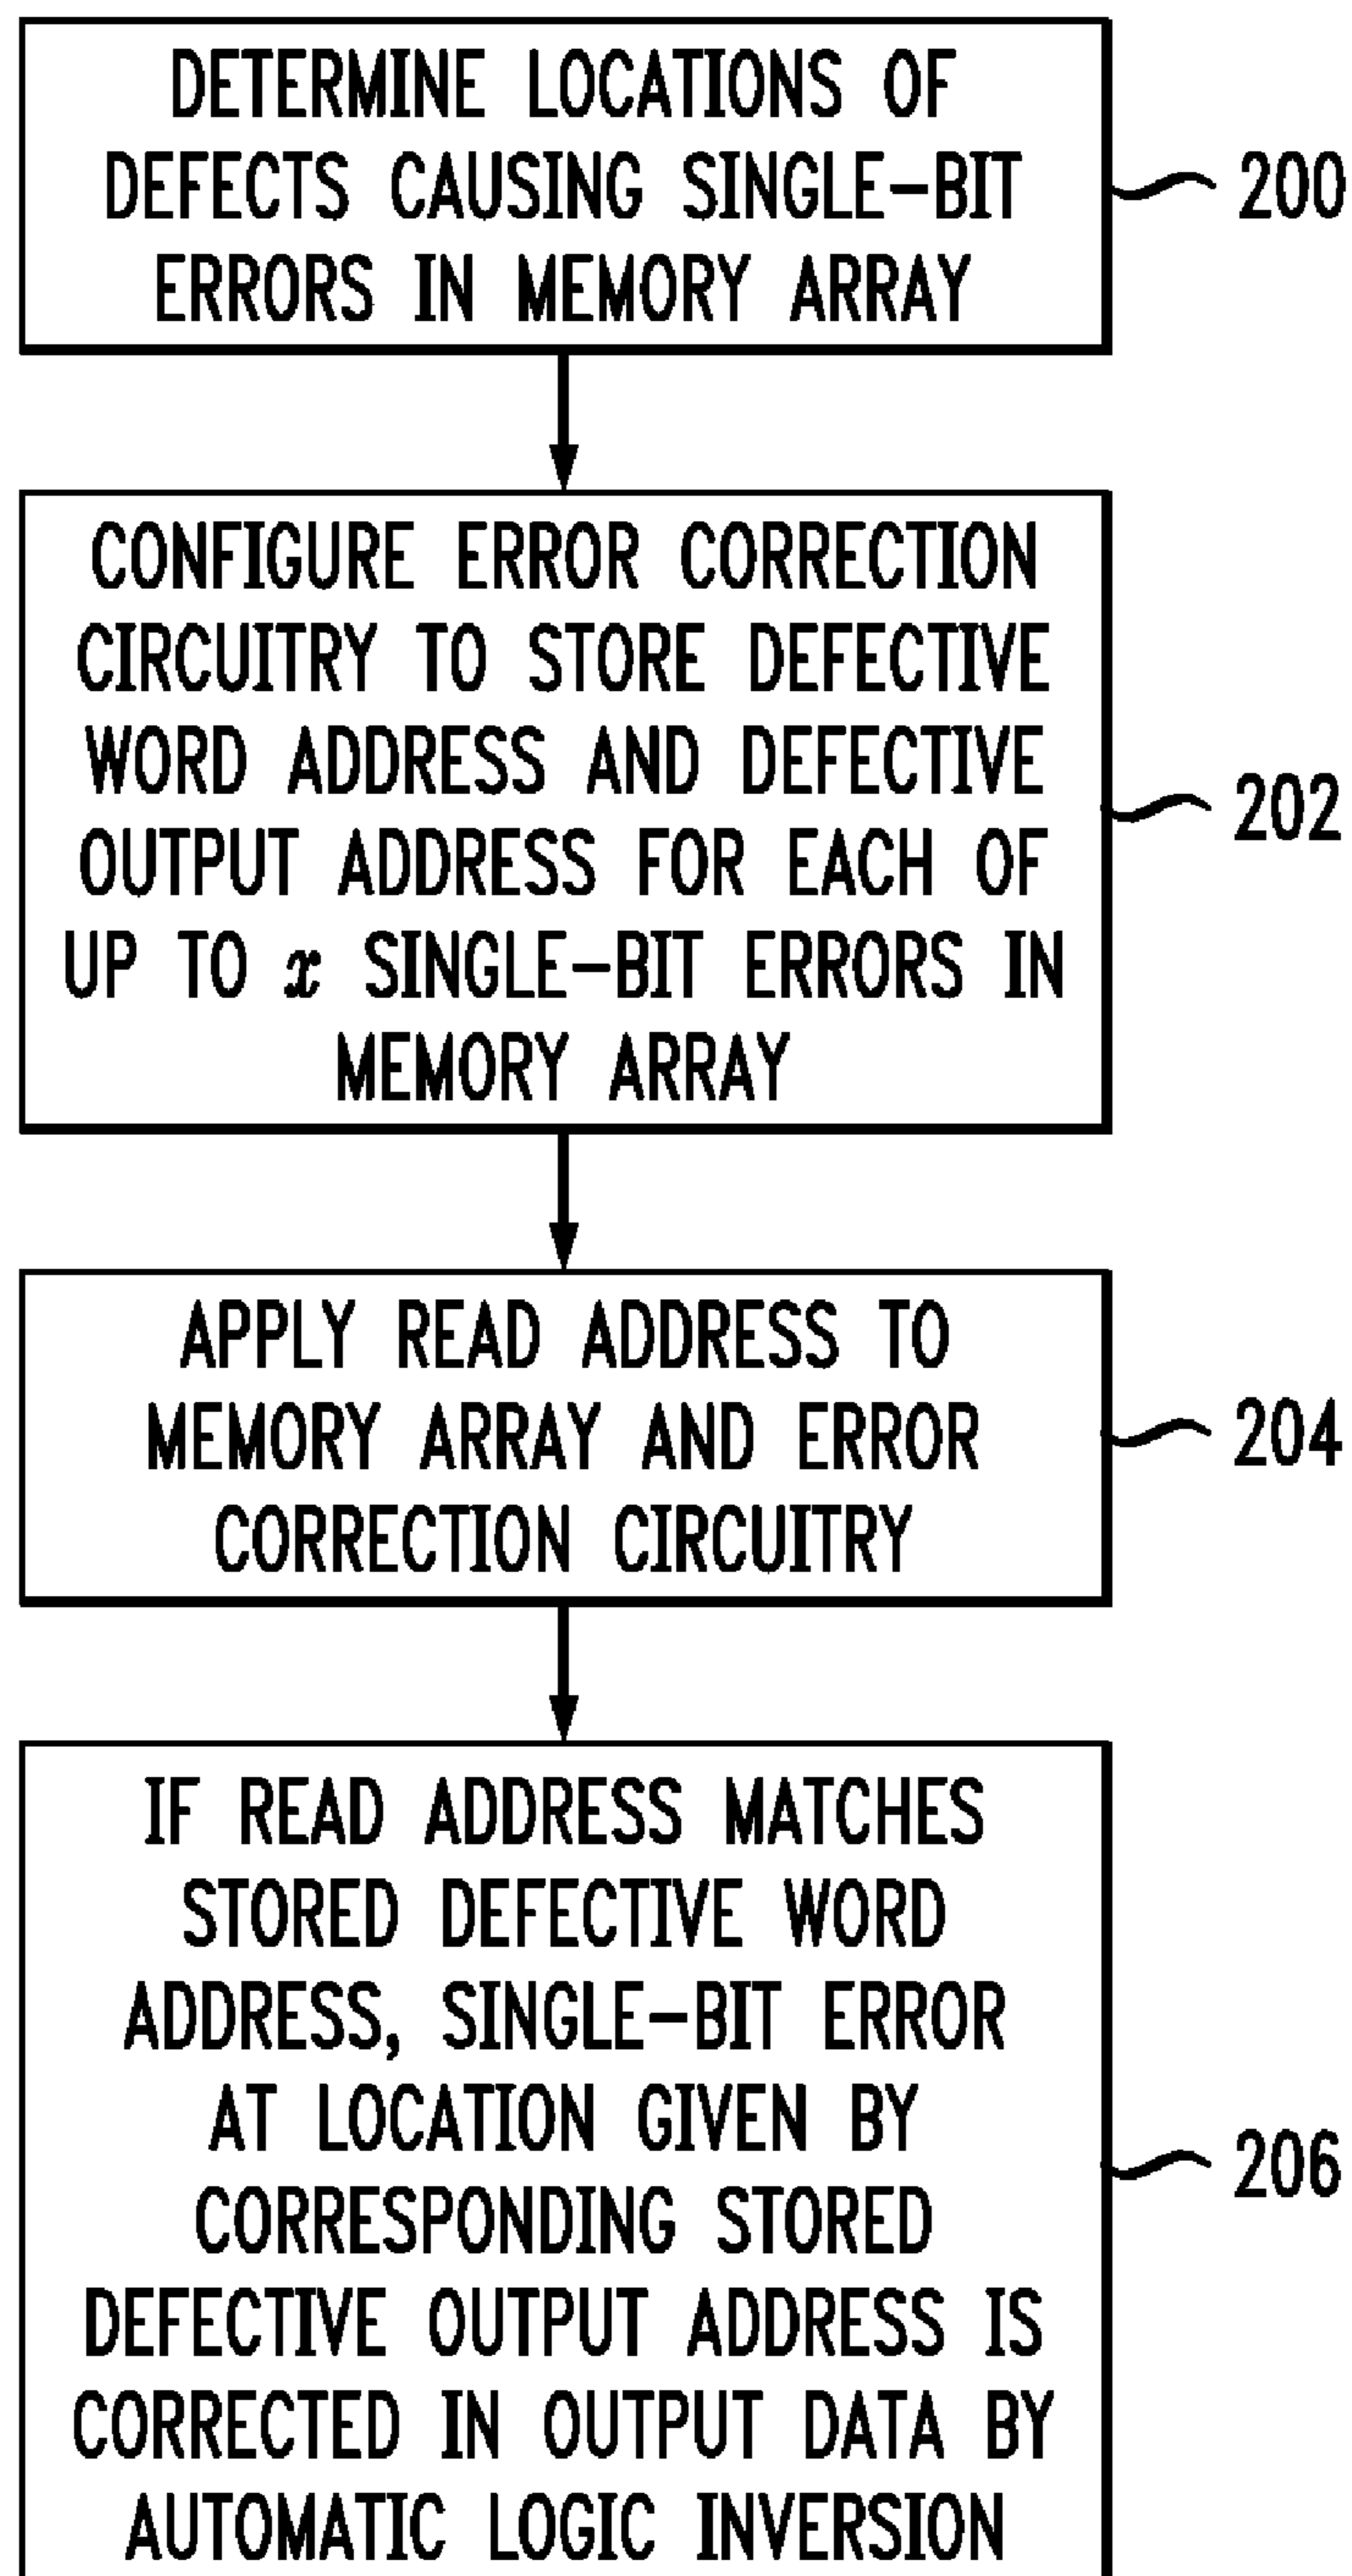 DETERMINE LOCATIONS OF
DEFECTS CAUSING SINGLE-BIT
ERRORS IN MEMORY ARRAY
200
CONFIGURE ERROR CORRECTION
CIRCUITRY TO STORE DEFECTIVE
WORD ADDRESS AND DEFECTIVE
OUTPUT ADDRESS FOR EACH OF
UP TO x SINGLE-BIT ERRORS IN
MEMORY ARRAY
202
APPLY READ ADDRESS TO
MEMORY ARRAY AND ERROR
CORRECTION CIRCUITRY
204
IF READ ADDRESS MATCHES
STORED DEFECTIVE WORD
ADDRESS, SINGLE-BIT ERROR
AT LOCATION GIVEN BY
CORRESPONDING STORED
DEFECTIVE OUTPUT ADDRESS IS
CORRECTED IN OUTPUT DATA BY
AUTOMATIC LOGIC INVERSION
206